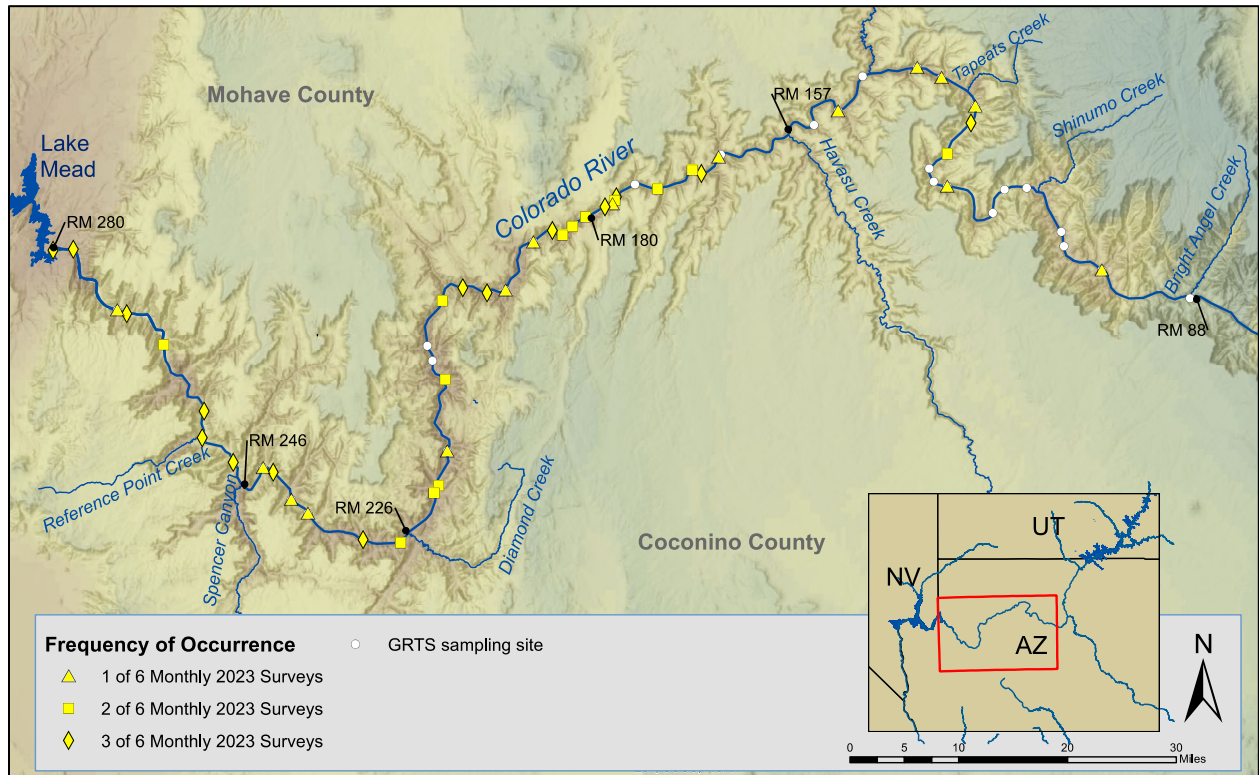 Tapeats Creek
Mohave County
RM 157
Shinumo Creek
Lake
Mead
Colorado River
Havasu Creek
RM 280
RM 180
Bright Angel Creek
RM 88
RM 246
Reference Point Creek
RM 226
Spencer Canyon
Diamond Creek
Coconino County
UT
NV
AZ
N
Frequency of Occurrence
GRTS sampling site
1 of 6 Monthly 2023 Surveys
2 of 6 Monthly 2023 Surveys
3 of 6 Monthly 2023 Surveys
0 5 10 20 30
Miles